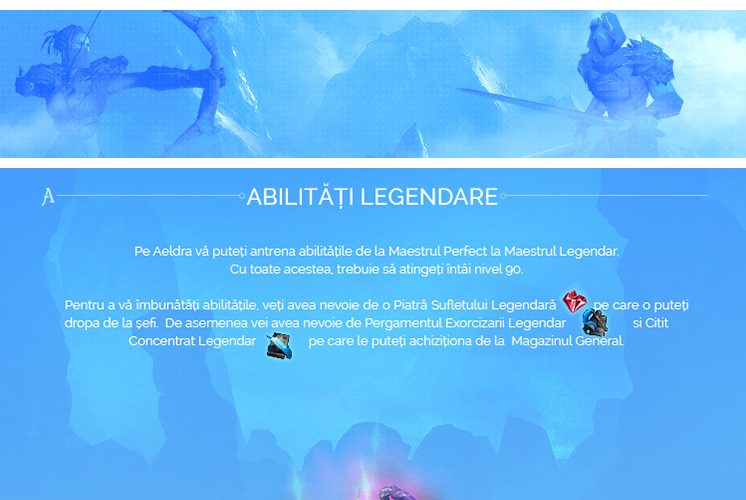 A
ABILITĂȚI LEGENDARE
Pe Aeldra vă puteți antrena abilitățile de la Maestrul Perfect la Maestrul Legendar.
Cu toate acestea, trebuie să atingeți întâi nivel 90.
Pentru a vă îmbunătăți abilitățile, veți avea nevoie de o Piatră Sufletului Legendară pe care o puteți
dropa de la șefi. De asemenea vei avea nevoie de Pergamentul Exorcizarii Legendar si Citit
Concentrat Legendar pe care le puteți achiziționa de la Magazinul General.